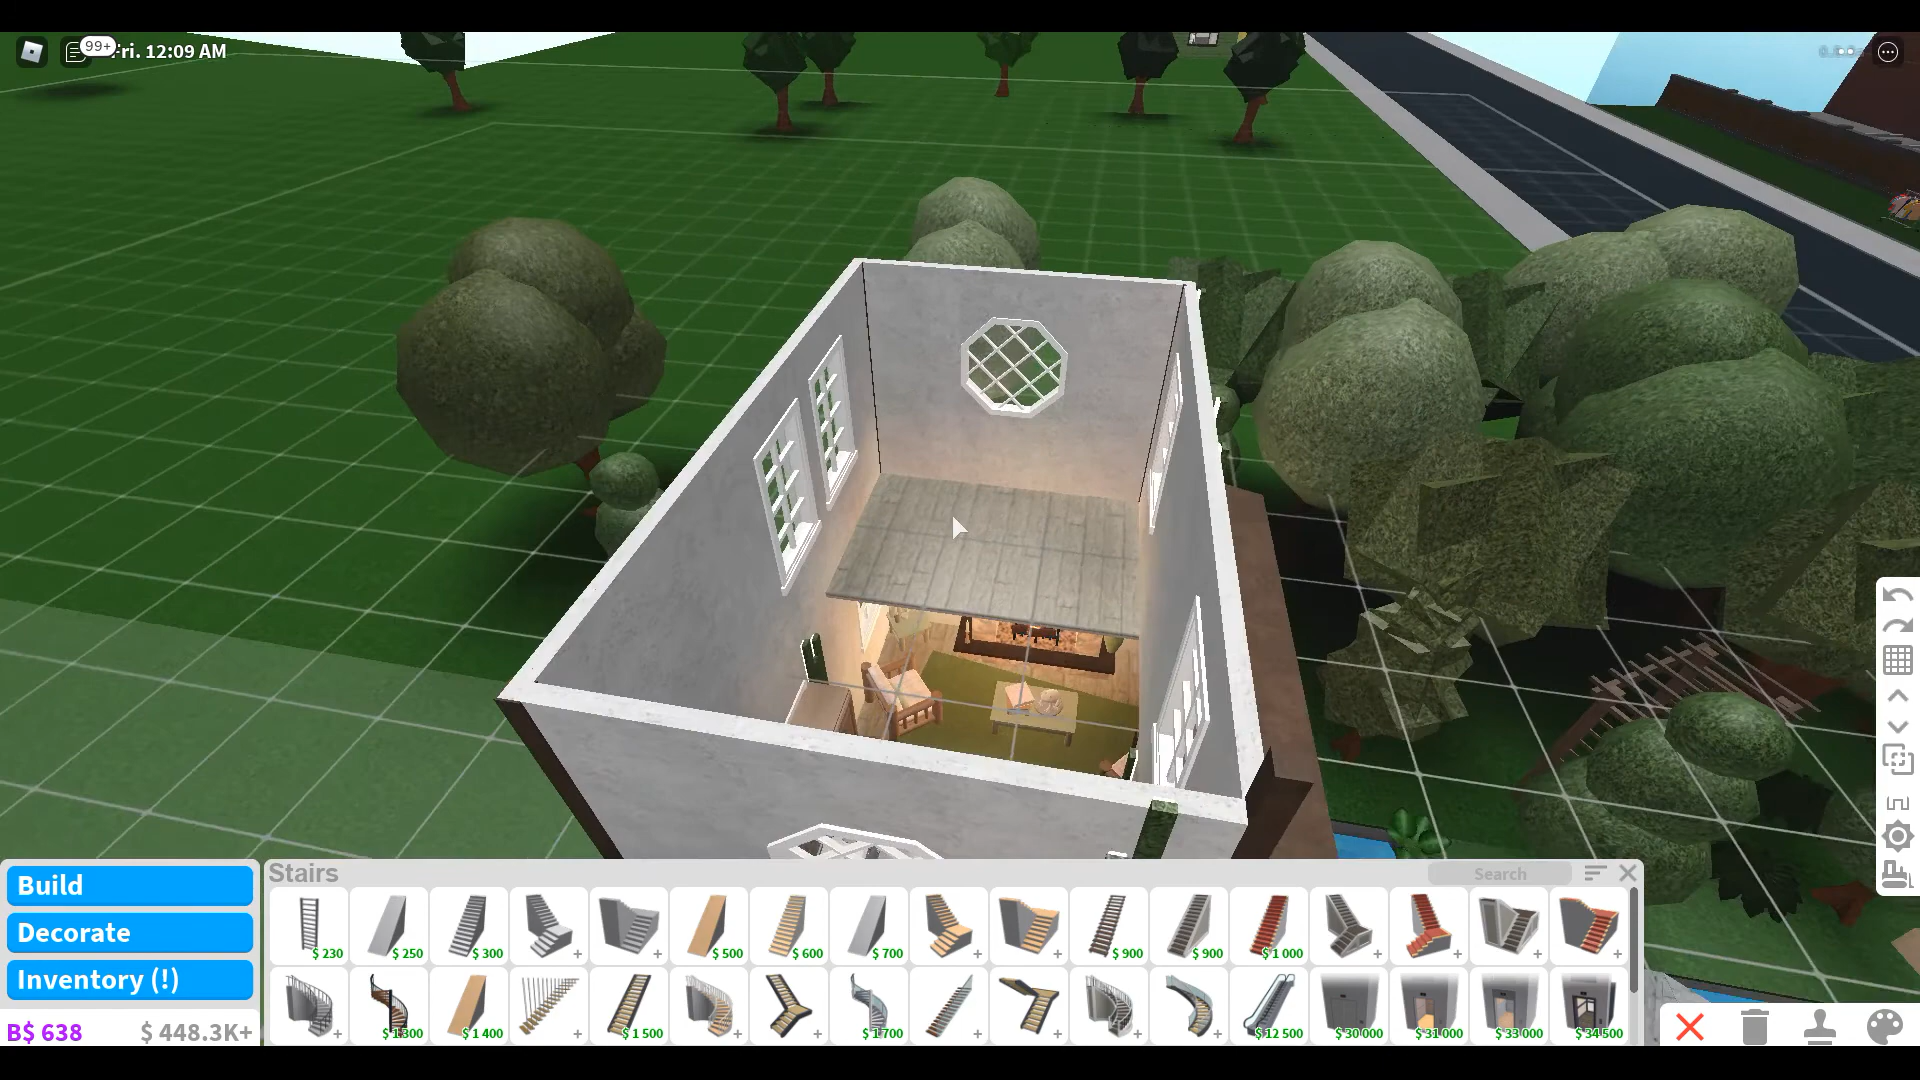 99+
Fri. 12:09 AM
Stairs
Search
Build
Decorate
Inventory (!)
B$ 638
$ 448.3K+
$ 230
$ 250
$ 300
+
+
$ 500
$ 600
$ 700
+
+
$ 900
$ 900
$ 1 000
+
+
+
+
+
$ 1 300
$ 1 400
+
$ 1 500
+
+
$ 1 700
+
+
+
+
$ 12 500
$ 30 000
$ 31 000
$ 33 000
$ 34 500